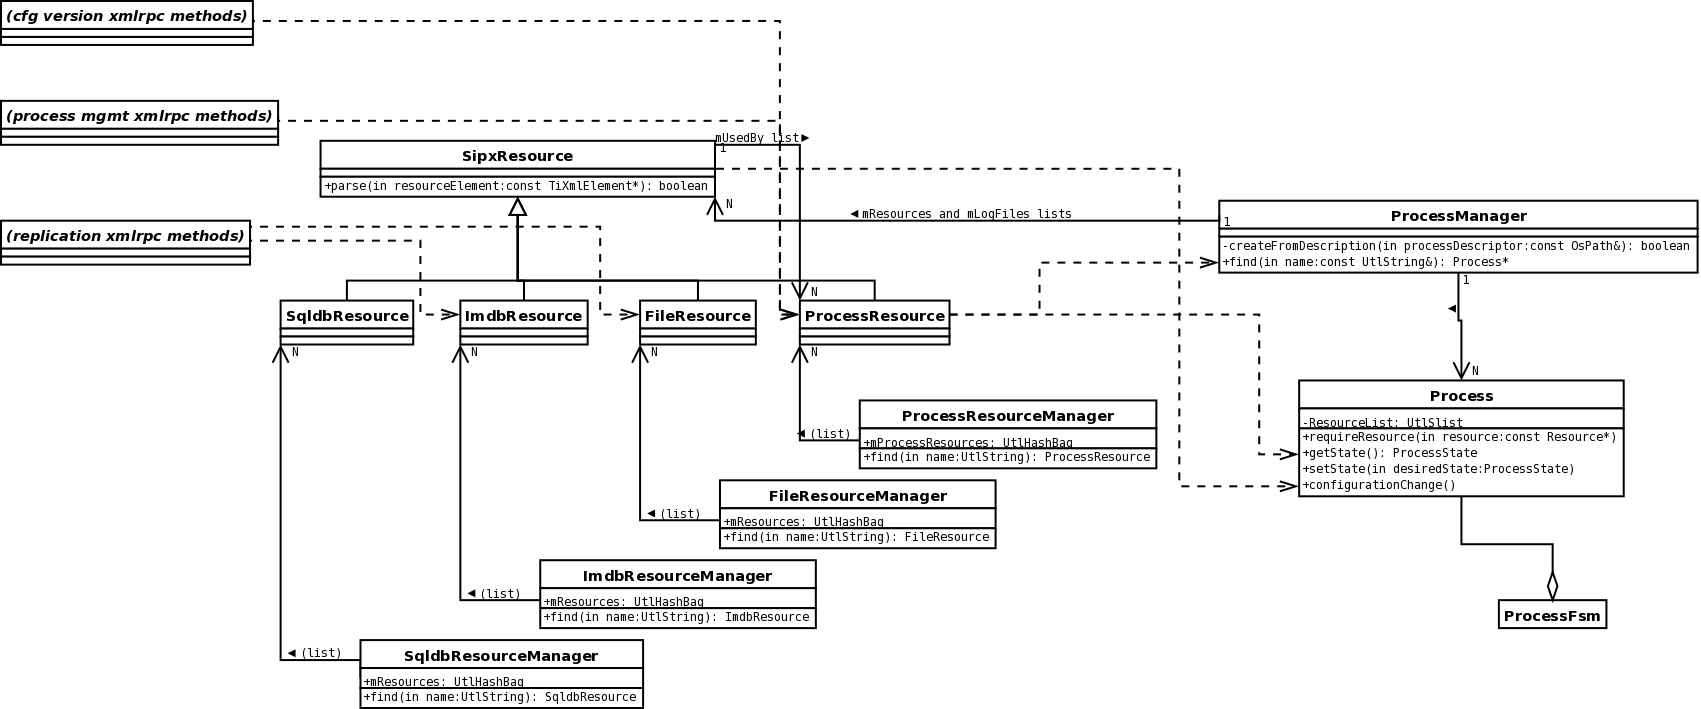 (cfg version xmlrpc methods)
(process mgmt xmlrpc methods)
mUsedBy list
1
SipxResource
+parse(in resourceElement:const TiXmlElement*): boolean
N
mResources and mLogFiles lists
1
ProcessManager
-createFromDescription(in processDescriptor:const OsPath&): boolean
+find(in name:const UtlString&): Process*
1
(replication xmlrpc methods)
N
SqldbResource
ImdbResource
FileResource
ProcessResource
N
N
N
N
N
Process
-ResourceList: UtlSlist
+requireResource(in resource:const Resource*)
+getState(): ProcessState
+setState(in desiredState:ProcessState)
+configurationChange()
ProcessResourceManager
(list)
+mProcessResources: UtlHashBag
+find(in name:UtlString): ProcessResource
FileResourceManager
(list)
+mResources: UtlHashBag
+find(in name:UtlString): FileResource
ImdbResourceManager
(list)
+mResources: UtlHashBag
+find(in name:UtlString): ImdbResource
ProcessFsm
SqldbResourceManager
(list)
+mResources: UtlHashBag
+find(in name:UtlString): SqldbResource